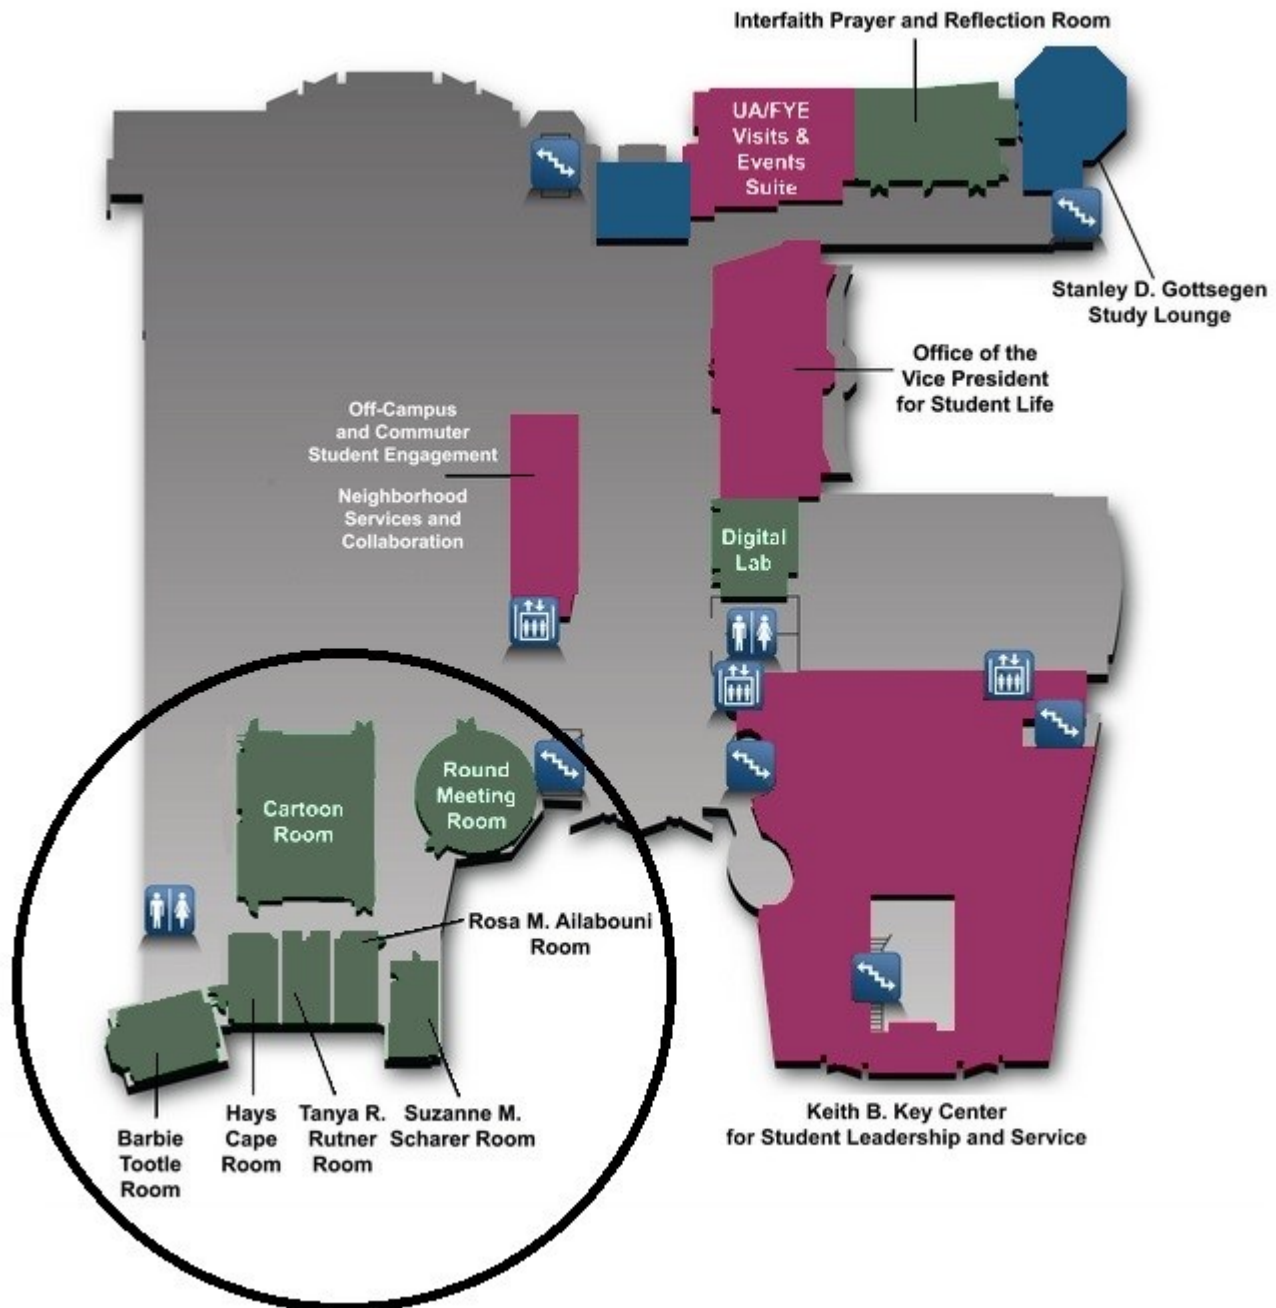 Interfaith Prayer and Reflection Room
UA/FYE
Visits &
Events
Suite
Stanley D. Gottsegen
Study Lounge
Office of the
Vice President
for Student Life
Off-Campus
and Commuter
Student Engagement
Neighborhood
Services and
Collaboration
Digital
Lab
Cartoon
Room
Round
Meeting
Room
Rosa M. Ailabouni
Room
Barbie
Tootle
Room
Hays
Cape
Room
Tanya R.
Rutner
Room
Suzanne M.
Scharer Room
Keith B. Key Center
for Student Leadership and Service